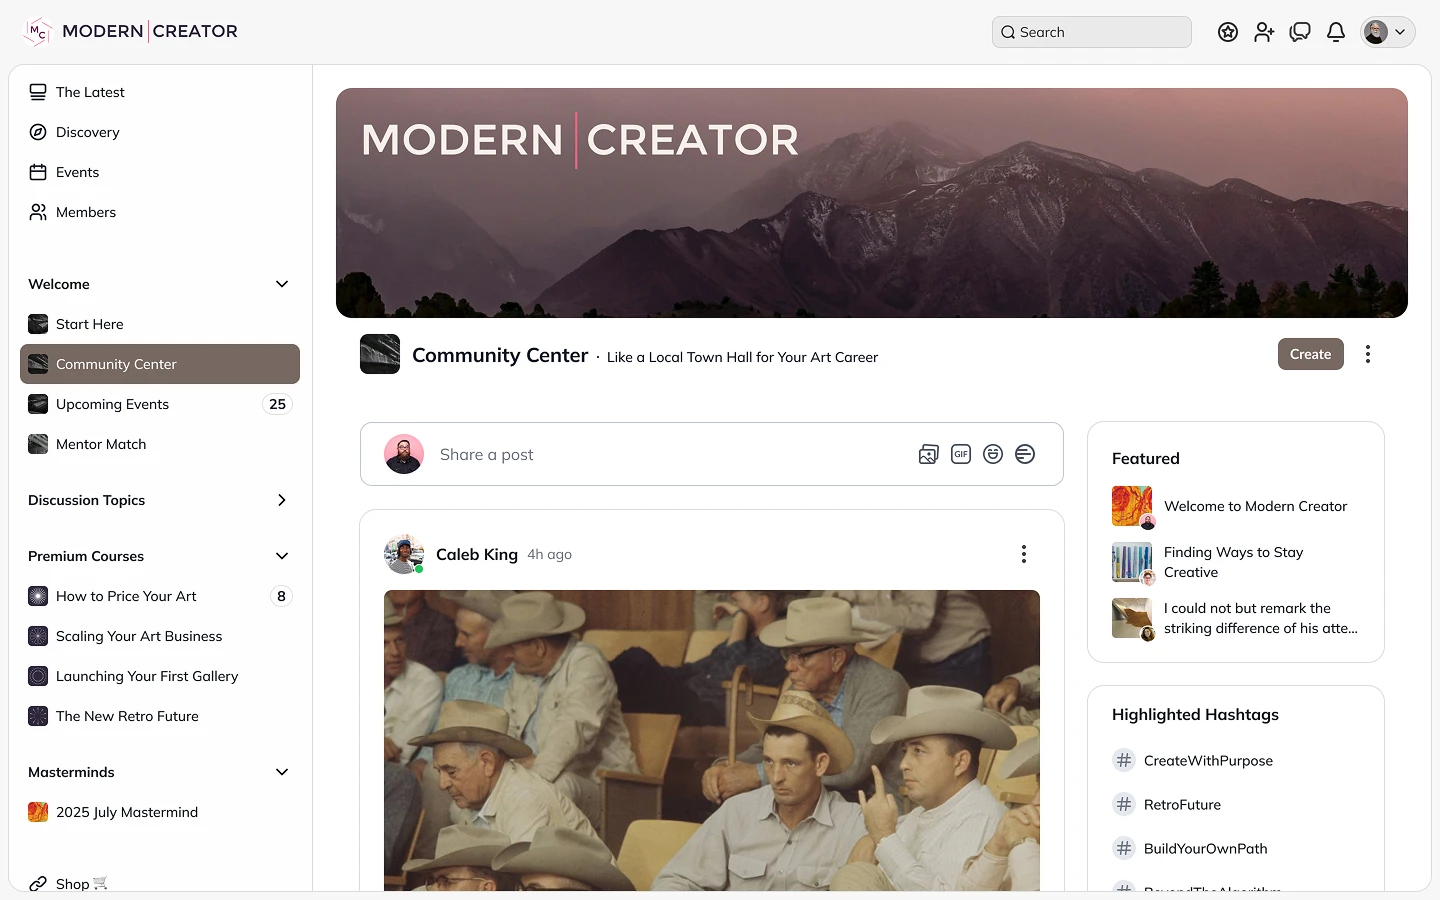 MODERN|CREATOR
Search
The Latest
Discovery
Events
Members
Welcome
Start Here
Community Center
Upcoming Events 25
Mentor Match
Discussion Topics
Premium Courses
How to Price Your Art 8
Scaling Your Art Business
Launching Your First Gallery
The New Retro Future
Masterminds
2025 July Mastermind
Shop
MODERN|CREATOR
Community Center · Like a Local Town Hall for Your Art Career
Create
Share a post
GIF
Caleb King 4h ago
Featured
Welcome to Modern Creator
Finding Ways to Stay
Creative
I could not but remark the
striking difference of his atte...
Highlighted Hashtags
# CreateWithPurpose
# RetroFuture
# BuildYourOwnPath
# BeyondTheAlgorithm